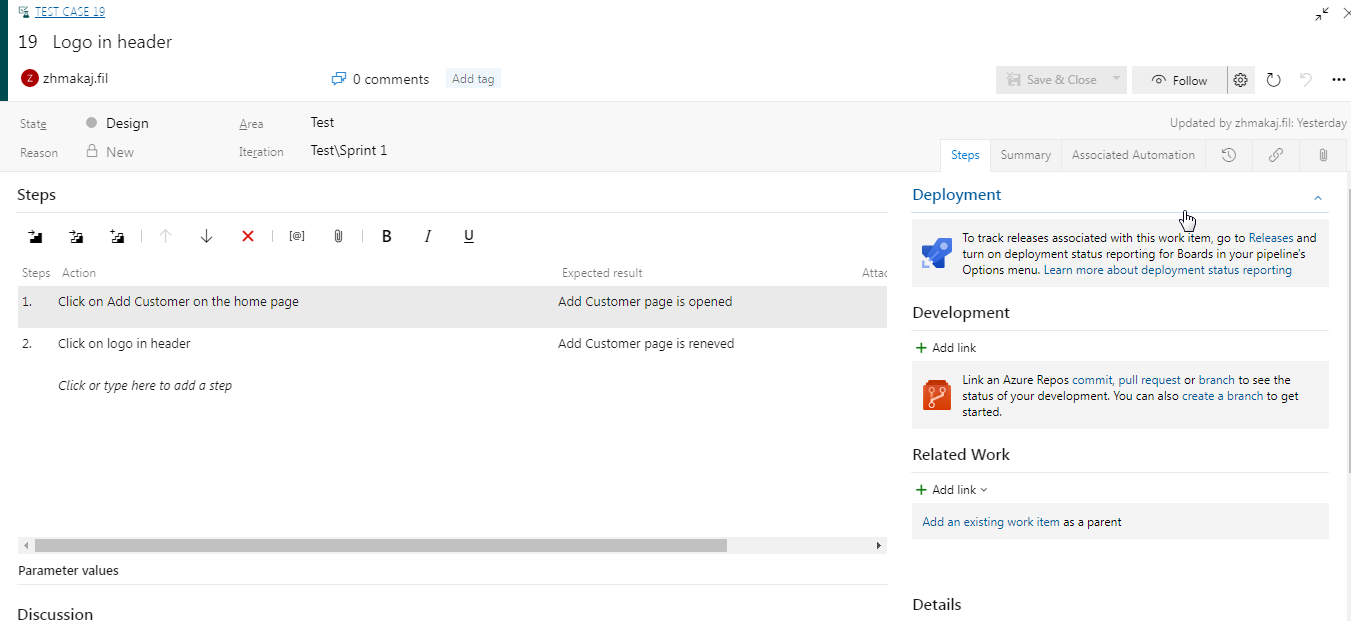 TEST CASE 19
19 Logo in header
Z zhmakaj.fil 0 comments Add tag Save & Close Follow
State Design Area Test Updated by zhmakaj.fil: Yesterday
Reason New Iteration Test\Sprint 1
Steps Summary Associated Automation
Steps
[@] B I U
Steps Action Expected result Attac
1. Click on Add Customer on the home page Add Customer page is opened
2. Click on logo in header Add Customer page is reneved
Click or type here to add a step
Parameter values
Discussion
Deployment
To track releases associated with this work item, go to Releases and
turn on deployment status reporting for Boards in your pipeline's
Options menu. Learn more about deployment status reporting
Development
+ Add link
Link an Azure Repos commit, pull request or branch to see the
status of your development. You can also create a branch to get
started.
Related Work
+ Add link
Add an existing work item as a parent
Details